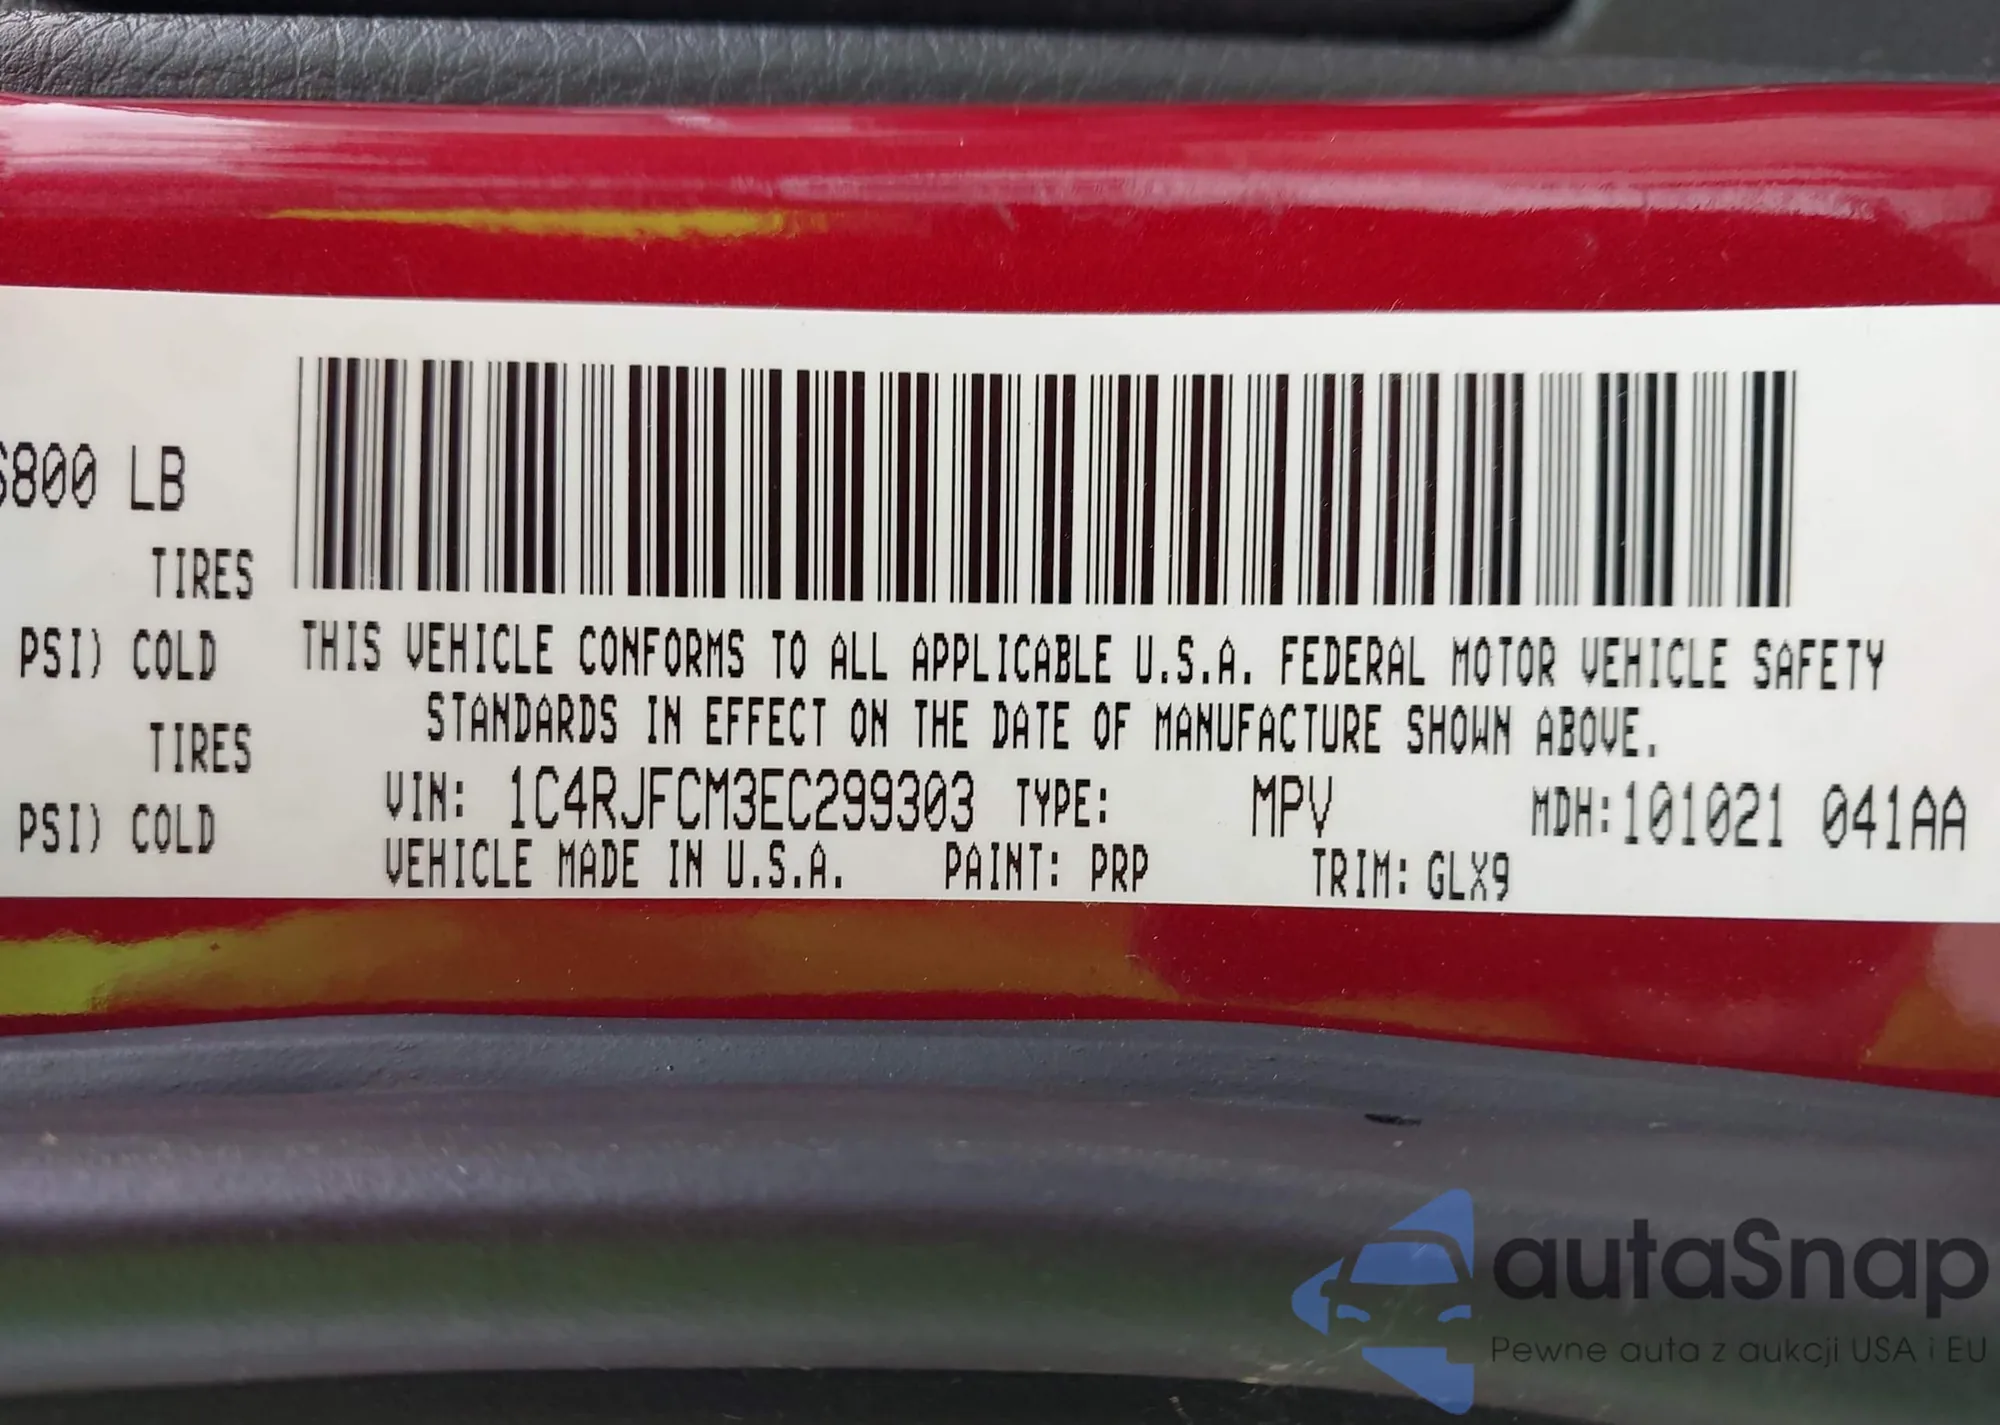 6800 LB
TIRES
PSI) COLD
TIRES
PSI) COLD
THIS VEHICLE CONFORMS TO ALL APPLICABLE U.S.A. FEDERAL MOTOR VEHICLE SAFETY
STANDARDS IN EFFECT ON THE DATE OF MANUFACTURE SHOWN ABOVE.
VIN: 1C4RJFCM3EC299303 TYPE: MPV MDH:101021 041AA
VEHICLE MADE IN U.S.A. PAINT: PRP TRIM: GLX9
autaSnap
Pewne auta z aukcji USA i EU